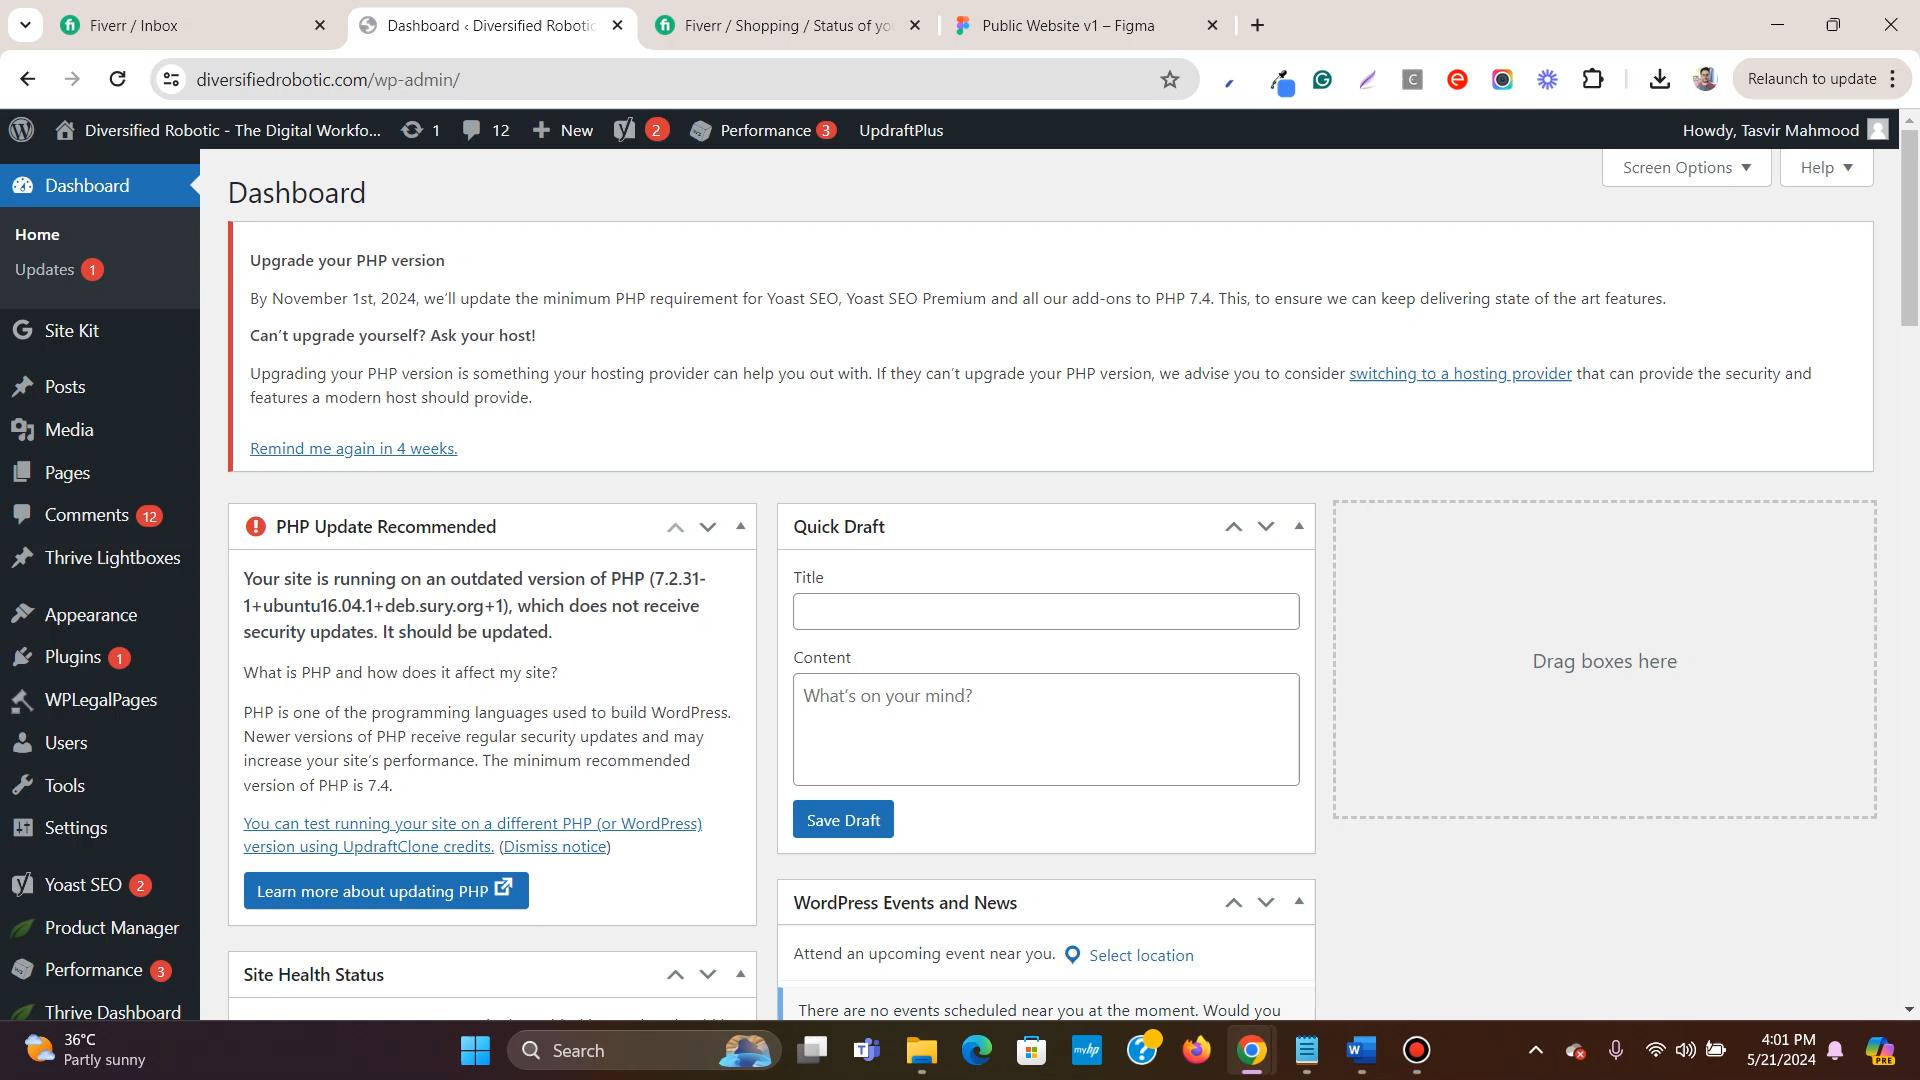 Fiverr / Inbox
Dashboard ‹ Diversified Robotic
Fiverr / Shopping / Status of yo
Public Website v1 – Figma
diversifiedrobotic.com/wp-admin/
Relaunch to update
Diversified Robotic - The Digital Workfo...
1
12
New
2
Performance 3
UpdraftPlus
Howdy, Tasvir Mahmood
Dashboard
Home
Updates 1
Site Kit
Posts
Media
Pages
Comments 12
Thrive Lightboxes
Appearance
Plugins 1
WPLegalPages
Users
Tools
Settings
Yoast SEO 2
Product Manager
Performance 3
Thrive Dashboard
Screen Options
Help
Dashboard
Upgrade your PHP version
By November 1st, 2024, we’ll update the minimum PHP requirement for Yoast SEO, Yoast SEO Premium and all our add-ons to PHP 7.4. This, to ensure we can keep delivering state of the art features.
Can’t upgrade yourself? Ask your host!
Upgrading your PHP version is something your hosting provider can help you out with. If they can’t upgrade your PHP version, we advise you to consider switching to a hosting provider that can provide the security and
features a modern host should provide.
Remind me again in 4 weeks.
PHP Update Recommended
Your site is running on an outdated version of PHP (7.2.31-
1+ubuntu16.04.1+deb.sury.org+1), which does not receive
security updates. It should be updated.
What is PHP and how does it affect my site?
PHP is one of the programming languages used to build WordPress.
Newer versions of PHP receive regular security updates and may
increase your site’s performance. The minimum recommended
version of PHP is 7.4.
You can test running your site on a different PHP (or WordPress)
version using UpdraftClone credits. (Dismiss notice)
Learn more about updating PHP
Site Health Status
Quick Draft
Title
Content
What’s on your mind?
Save Draft
WordPress Events and News
Attend an upcoming event near you. Select location
There are no events scheduled near you at the moment. Would you
Drag boxes here
36°C
Partly sunny
Search
myhp
4:01 PM
5/21/2024
PRE